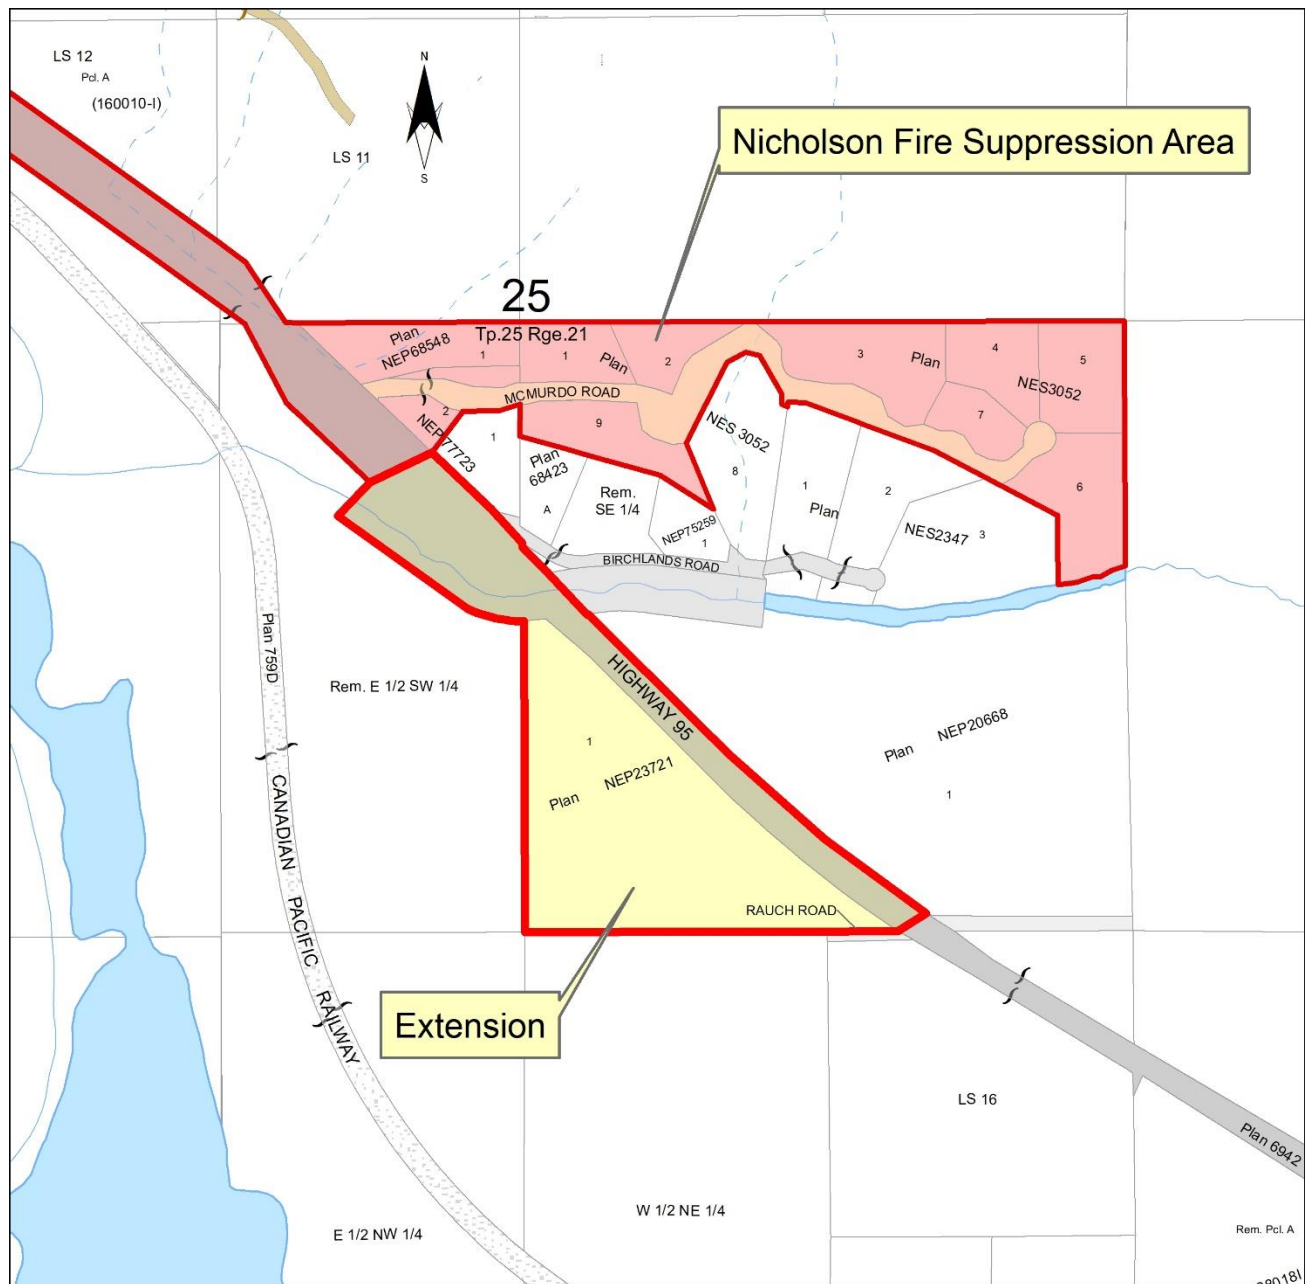 LS 12
Pcl. A
(160010-I)
N
S
LS 11
Nicholson Fire Suppression Area
25
Tp.25 Rge.21
Plan
NEP68548
1
1
Plan
2
3
Plan
4
5
NES3052
MCMURDO ROAD
2
NEP77723
1
9
7
NES 3052
8
6
Plan
68423
A
Rem.
SE 1/4
NEP75259
1
1
Plan
2
NES2347
3
BIRCHLANDS ROAD
Plan 759D
Rem. E 1/2 SW 1/4
HIGHWAY 95
1
Plan NEP23721
Plan NEP20668
1
CANADIAN PACIFIC RAILWAY
RAUCH ROAD
Extension
LS 16
Plan 6942
W 1/2 NE 1/4
E 1/2 NW 1/4
Rem. Pcl. A